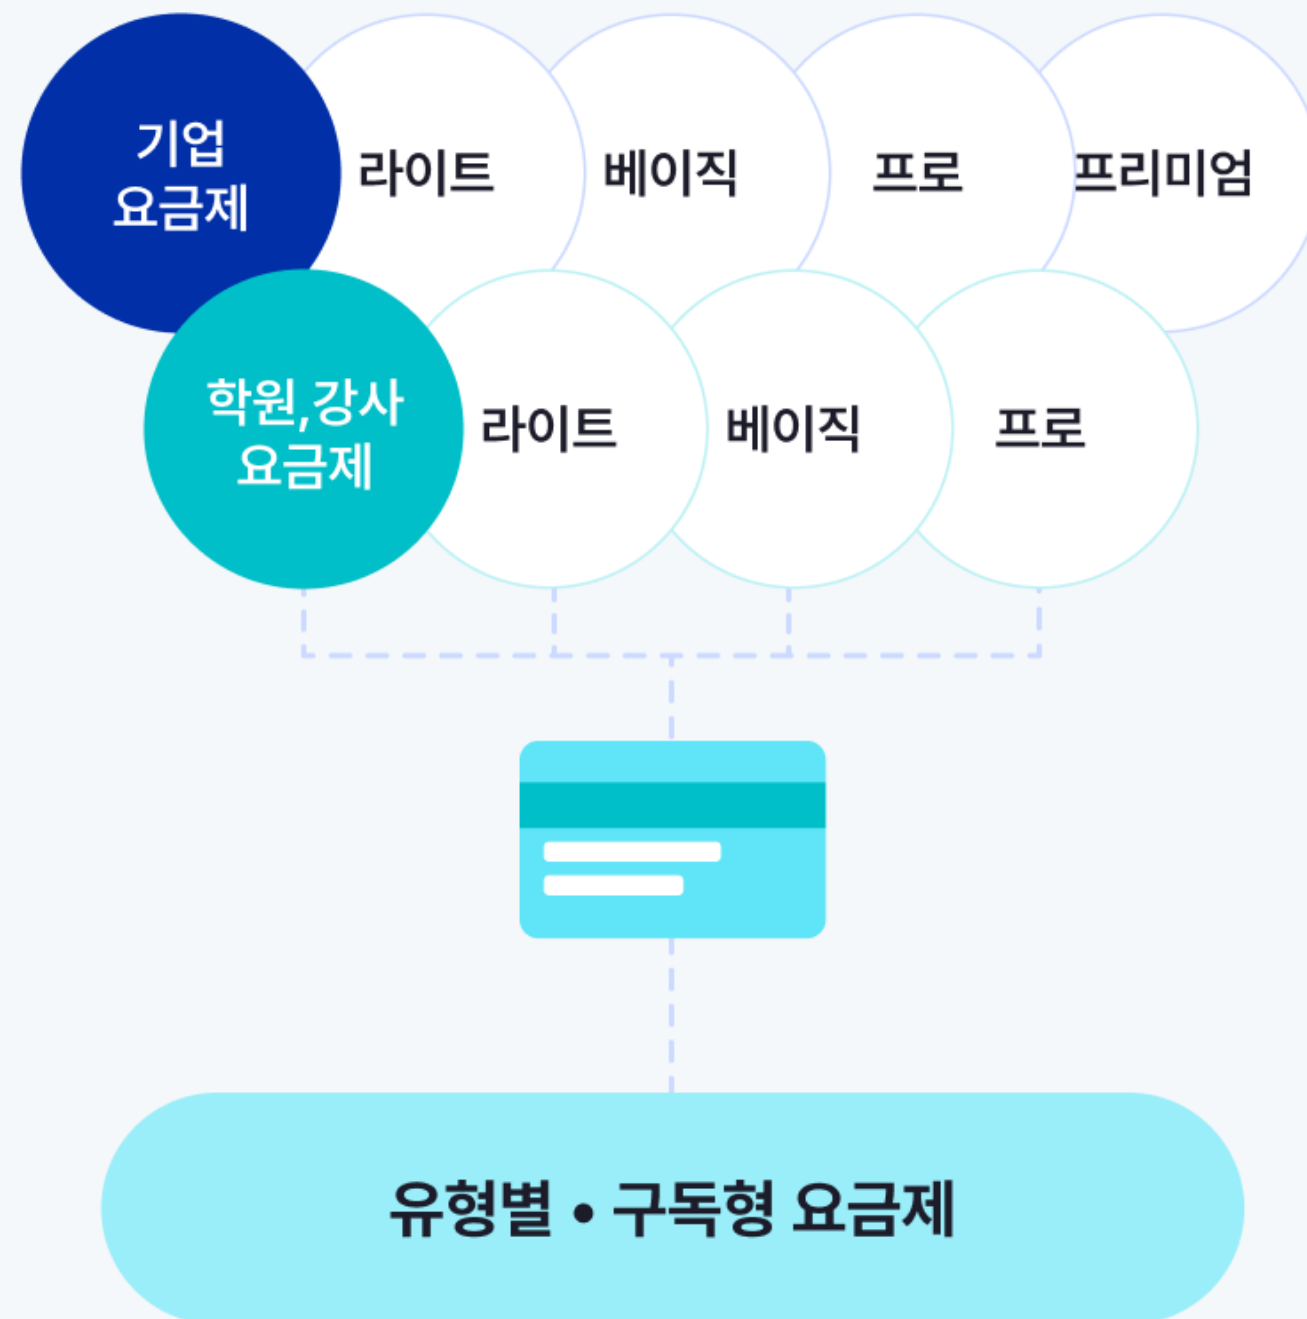 기업
요금제
라이트
베이직
프로
프리미엄
학원,강사
요금제
라이트
베이직
프로
유형별 • 구독형 요금제